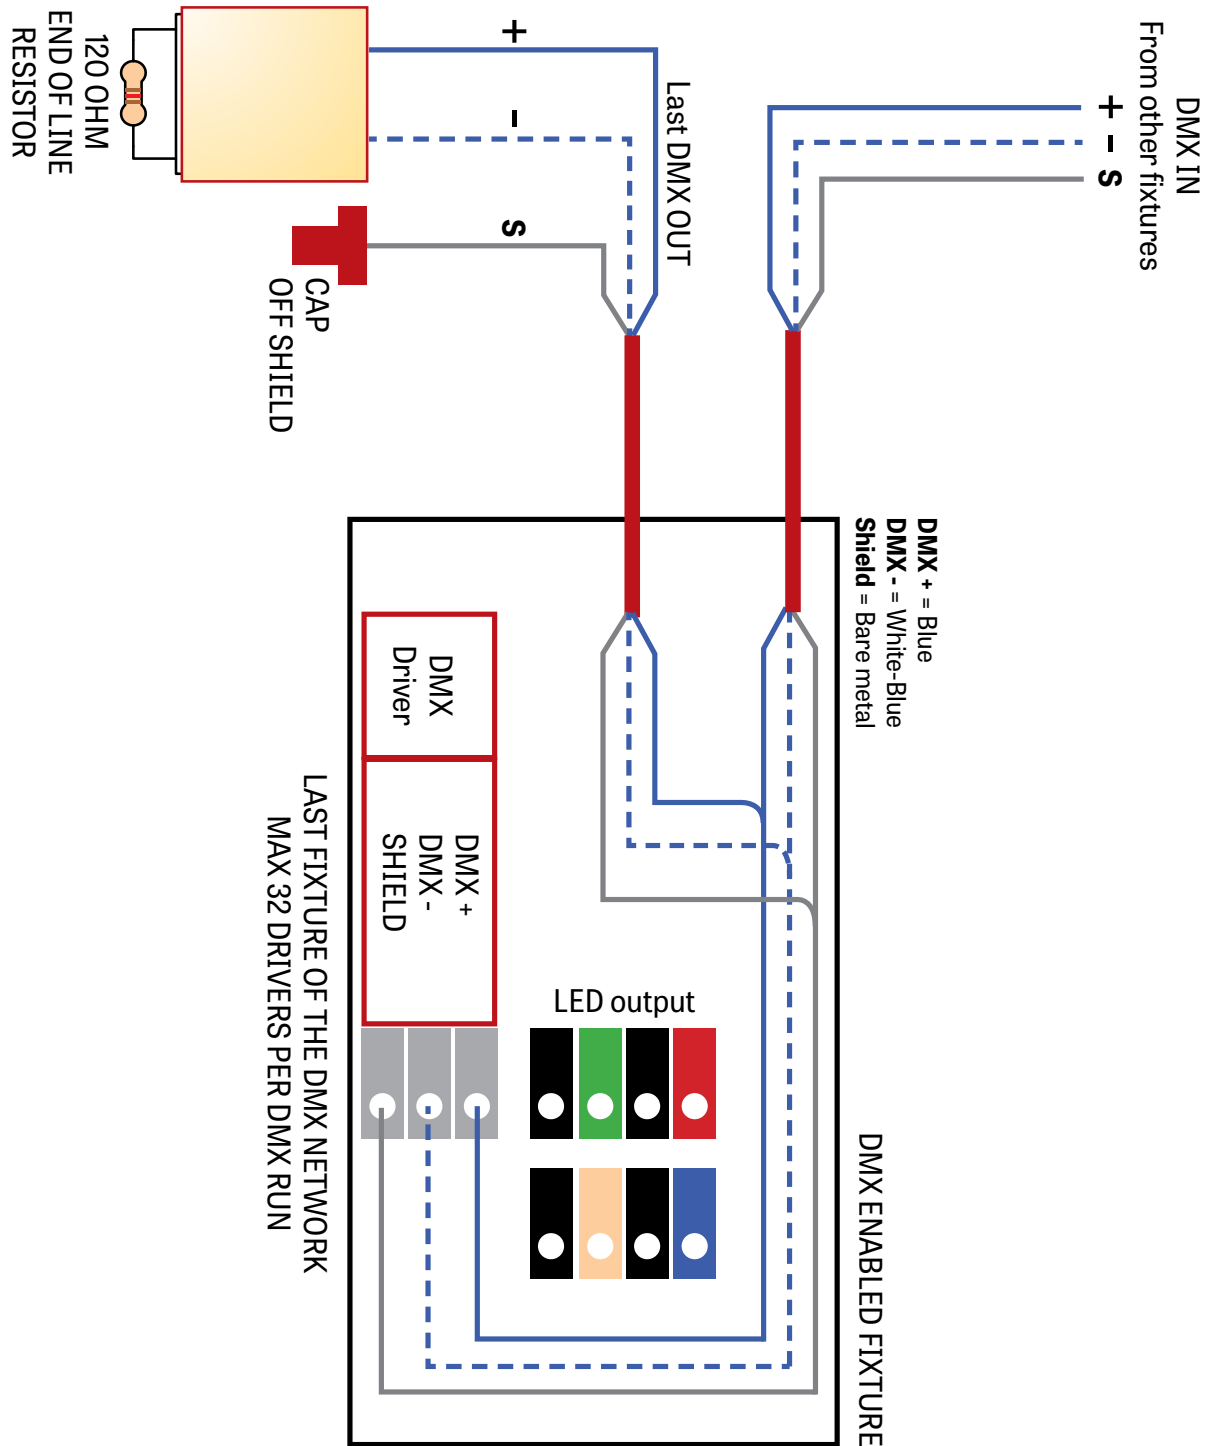 DMX IN
From other fixtures
+ - S
Last DMX OUT
+
-
S
120 OHM
END OF LINE
RESISTOR
CAP
OFF SHIELD
DMX + = Blue
DMX - = White-Blue
Shield = Bare metal
DMX
Driver
DMX +
DMX -
SHIELD
LED output
DMX ENABLED FIXTURE
LAST FIXTURE OF THE DMX NETWORK
MAX 32 DRIVERS PER DMX RUN